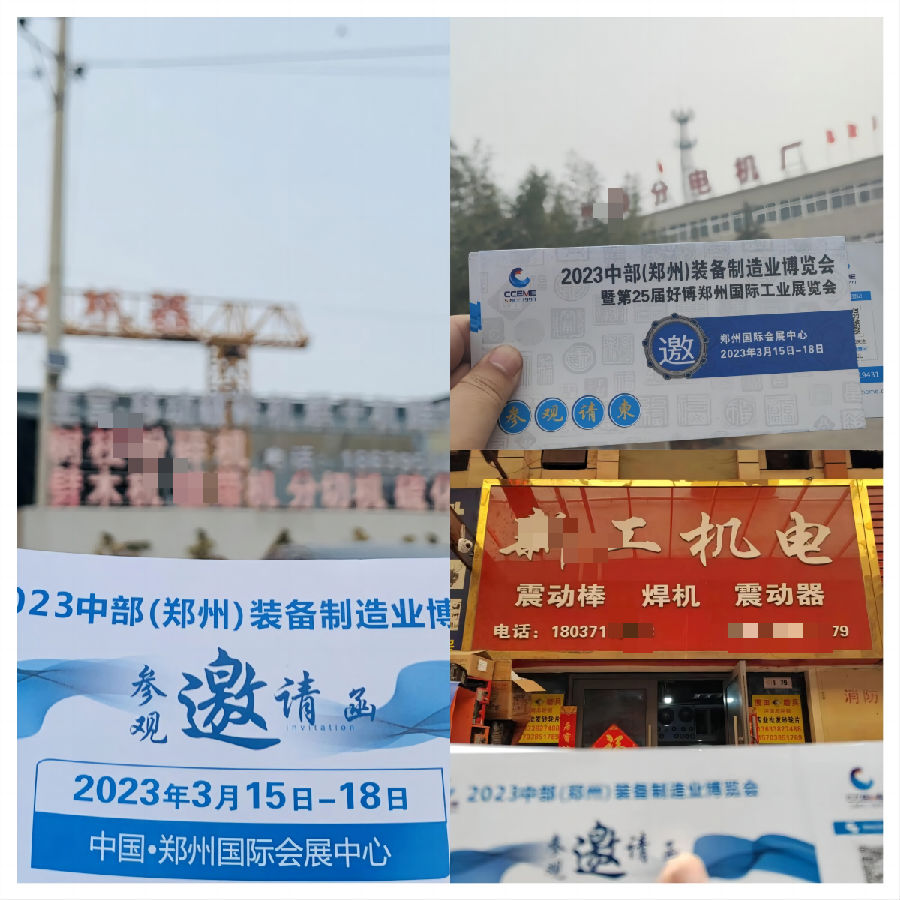 分切机
2023中部(郑州)装备制造业博
参观
邀
请函
invitation
2023年3月15日-18日
中国·郑州国际会展中心
分电机厂
CCEME
2023中部(郑州)装备制造业博览会
暨第25届好博郑州国际工业展览会
邀
郑州国际会展中心
2023年3月15日-18日
参观请柬
9431
工机电
震动棒 焊机 震动器
电话：180371 79
消防
2023中部(郑州)装备制造业博览会
参观
邀
请函